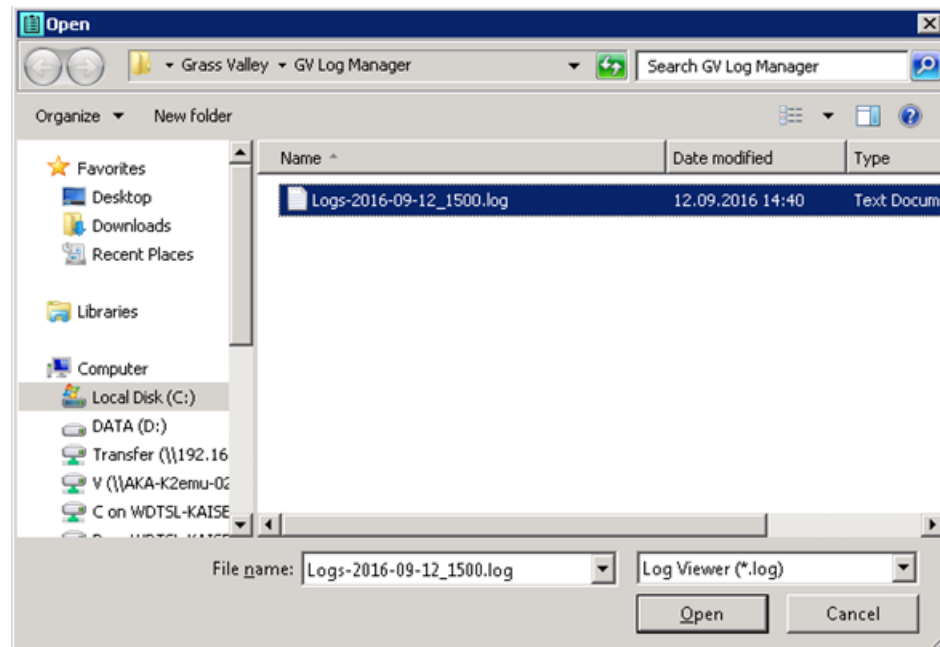 Open
Grass Valley GV Log Manager Search GV Log Manager
Organize New folder
Name Date modified Type
Logs-2016-09-12_1500.log 12.09.2016 14:40 Text Docum
Favorites
Desktop
Downloads
Recent Places
Libraries
Computer
Local Disk (C:)
DATA (D:)
Transfer (\\192.16
V (\\AKA-K2emu-02
C on WDTSL-KAISE
File name: Logs-2016-09-12_1500.log Log Viewer (*.log)
Open Cancel